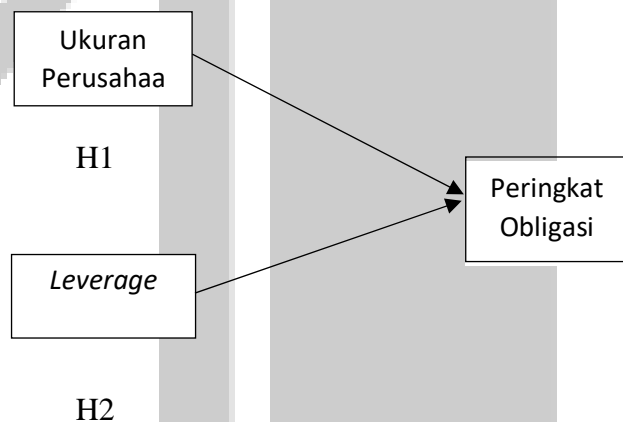 Ukuran
Perusahaa
H1
Peringkat
Obligasi
Leverage
H2